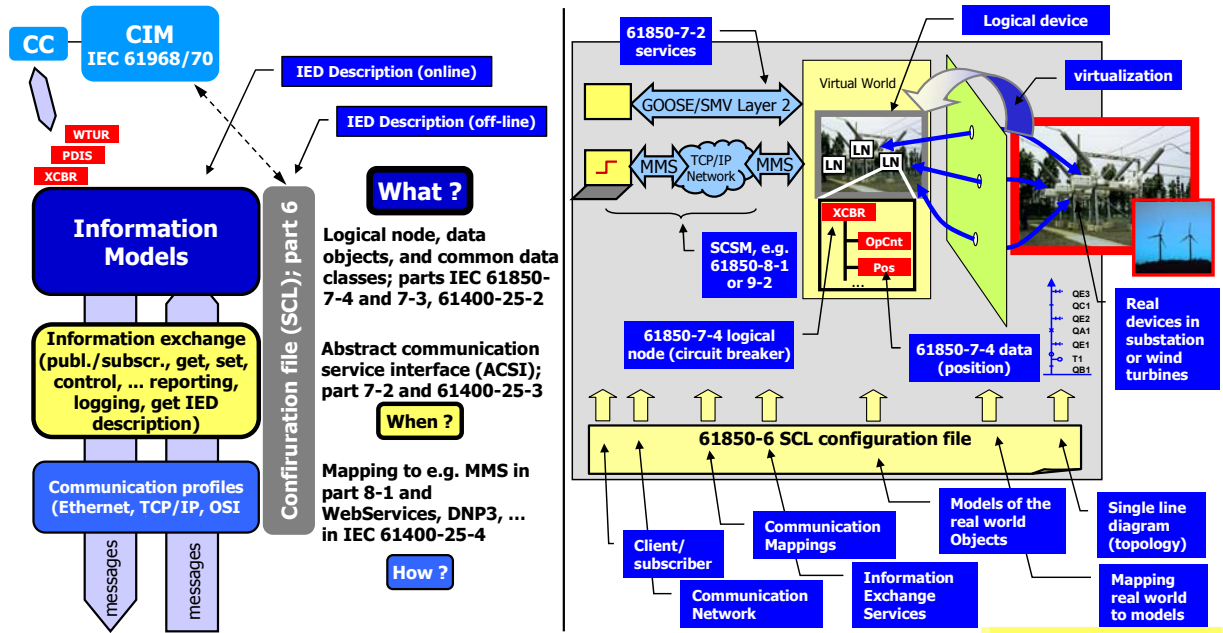 CC
CIM
IEC 61968/70
IED Description (online)
IED Description (off-line)
WTUR
PDIS
XCBR
Information
Models
Information exchange
(publ./subscr., get, set,
control, ... reporting,
logging, get IED
description)
Communication profiles
(Ethernet, TCP/IP, OSI
messages
messages
Confiruration file (SCL); part 6
What ?
Logical node, data
objects, and common data
classes; parts IEC 61850-
7-4 and 7-3, 61400-25-2
Abstract communication
service interface (ACSI);
part 7-2 and 61400-25-3
When ?
Mapping to e.g. MMS in
part 8-1 and
WebServices, DNP3, ...
in IEC 61400-25-4
How ?
61850-7-2
services
Logical device
virtualization
Virtual World
GOOSE/SMV Layer 2
MMS
TCP/IP
Network
MMS
LN
LN
LN
XCBR
OpCnt
Pos
...
SCSM, e.g.
61850-8-1
or 9-2
61850-7-4 logical
node (circuit breaker)
61850-7-4 data
(position)
QE3
QC1
QE2
QA1
QE1
T1
QB1
Real
devices in
substation
or wind
turbines
61850-6 SCL configuration file
Client/
subscriber
Communication
Network
Communication
Mappings
Information
Exchange
Services
Models of the
real world
Objects
Single line
diagram
(topology)
Mapping
real world
to models